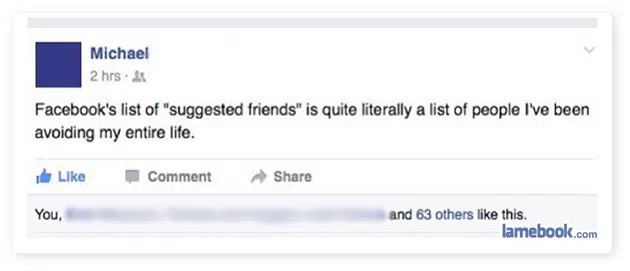 Michael
2 hrs ·
Facebook's list of "suggested friends" is quite literally a list of people I've been
avoiding my entire life.
Like Comment Share
You, and 63 others like this.
lamebook.com